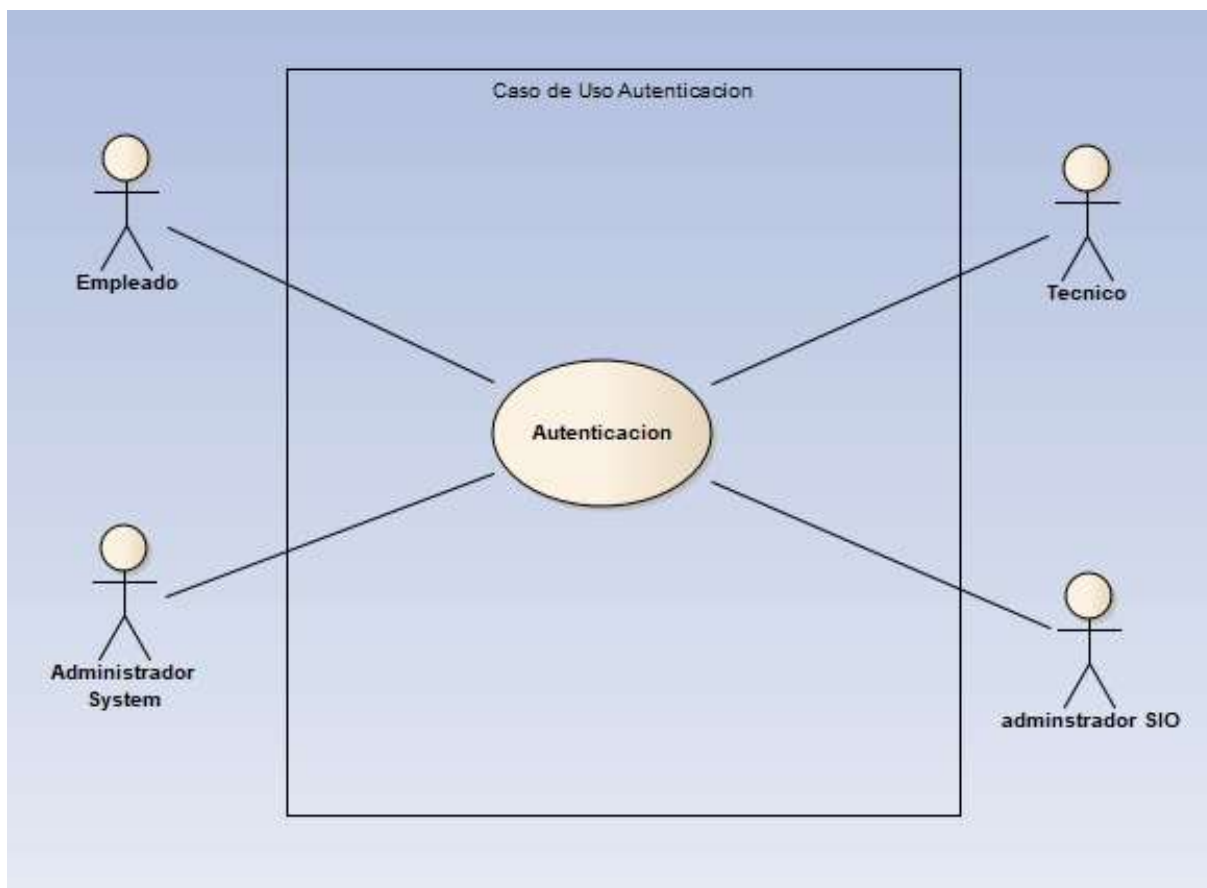 Caso de Uso Autenticacion
Empleado
Tecnico
Autenticacion
Administrador
System
adminstrador SIO